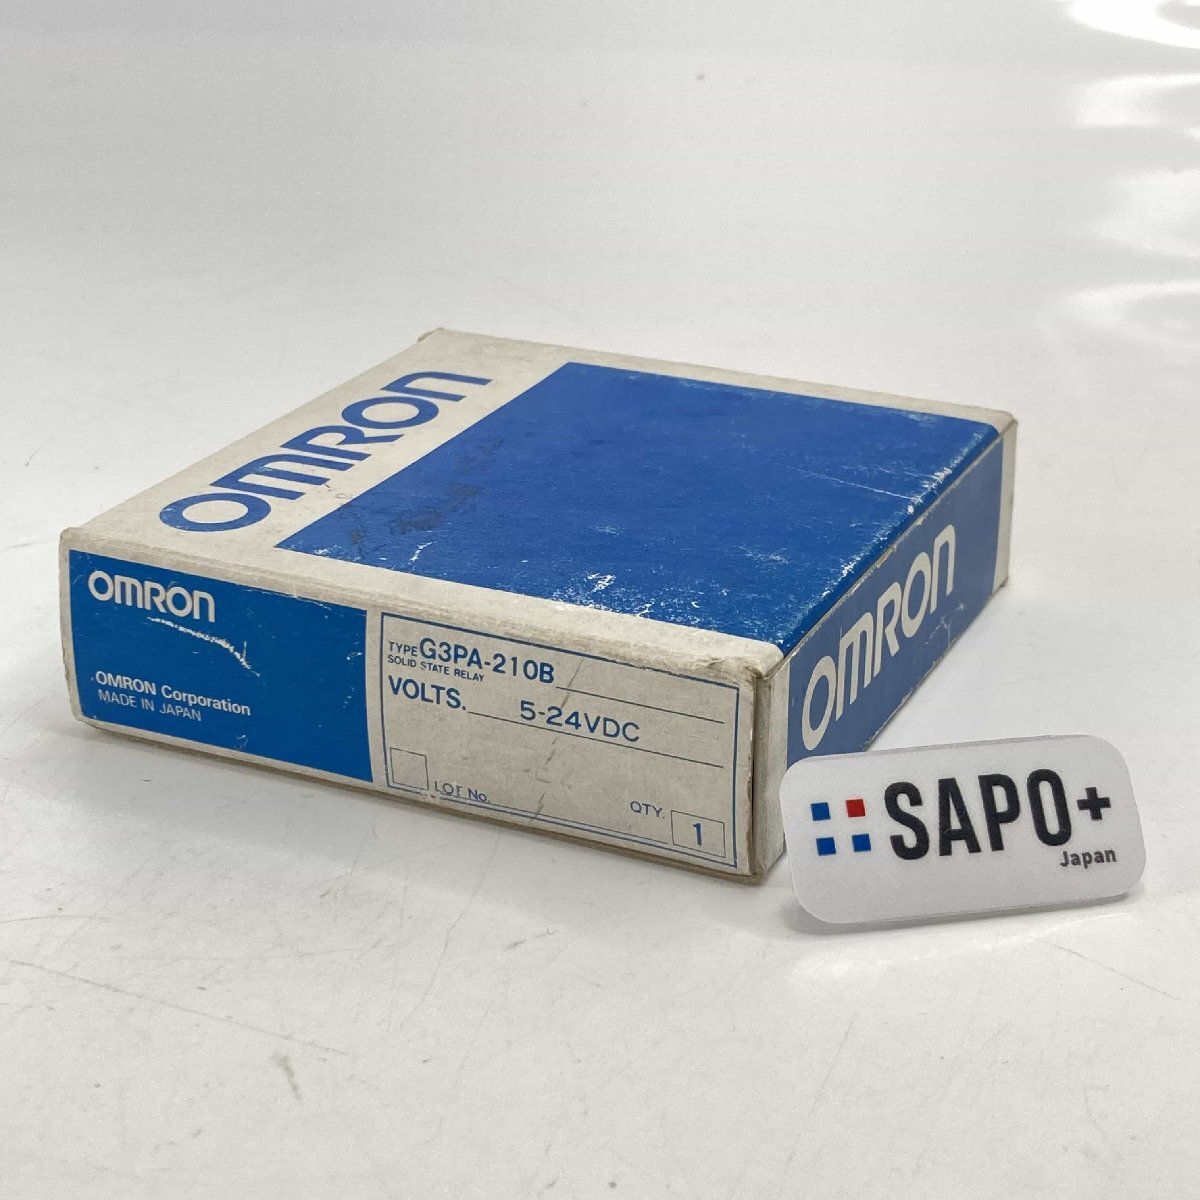 OMRON
OMRON
OMRON Corporation
MADE IN JAPAN
TYPE G3PA-210B
SOLID STATE RELAY
VOLTS. 5-24VDC
LOT No.
QTY. 1
OMRON
SAPO+
Japan